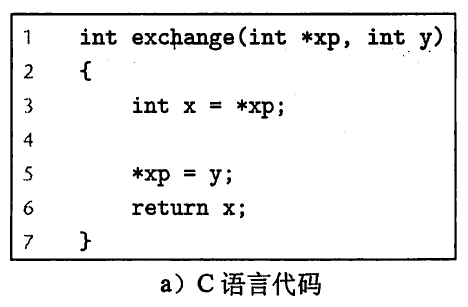 1 int exchange(int *xp, int y)
2 {
3 int x = *xp;
4
5 *xp = y;
6 return x;
7 }
a）C语言代码